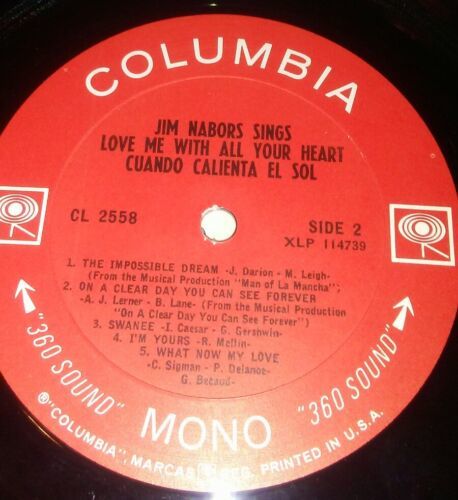 COLUMBIA
JIM NABORS SINGS
LOVE ME WITH ALL YOUR HEART
CUANDO CALIENTA EL SOL
CL 2558
SIDE 2
XLP 114739
1. THE IMPOSSIBLE DREAM -J. Darion - M. Leigh-
(From the Musical Production "Man of La Mancha";
2. ON A CLEAR DAY YOU CAN SEE FOREVER
-A. J. Lerner - B. Lane- (From the Musical Production
"On a Clear Day You Can See Forever")
3. SWANEE -I. Caesar - G. Gershwin-
4. I'M YOURS -R. Mellin-
5. WHAT NOW MY LOVE
-C. Sigman - P. Delanoe-
G. Becaud-
"360 SOUND"
MONO
"360 SOUND"
® "COLUMBIA", MARCAS REG. PRINTED IN U.S.A.